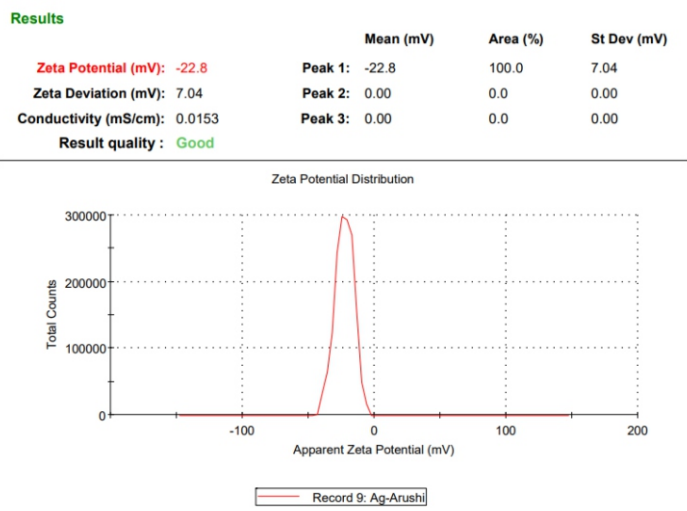 Results
Mean (mV) Area (%) St Dev (mV)
Zeta Potential (mV): -22.8 Peak 1: -22.8 100.0 7.04
Zeta Deviation (mV): 7.04 Peak 2: 0.00 0.0 0.00
Conductivity (mS/cm): 0.0153 Peak 3: 0.00 0.0 0.00
Result quality : Good
Zeta Potential Distribution
300000
200000
Total Counts
100000
0
-100 0 100 200
Apparent Zeta Potential (mV)
Record 9: Ag-Arushi